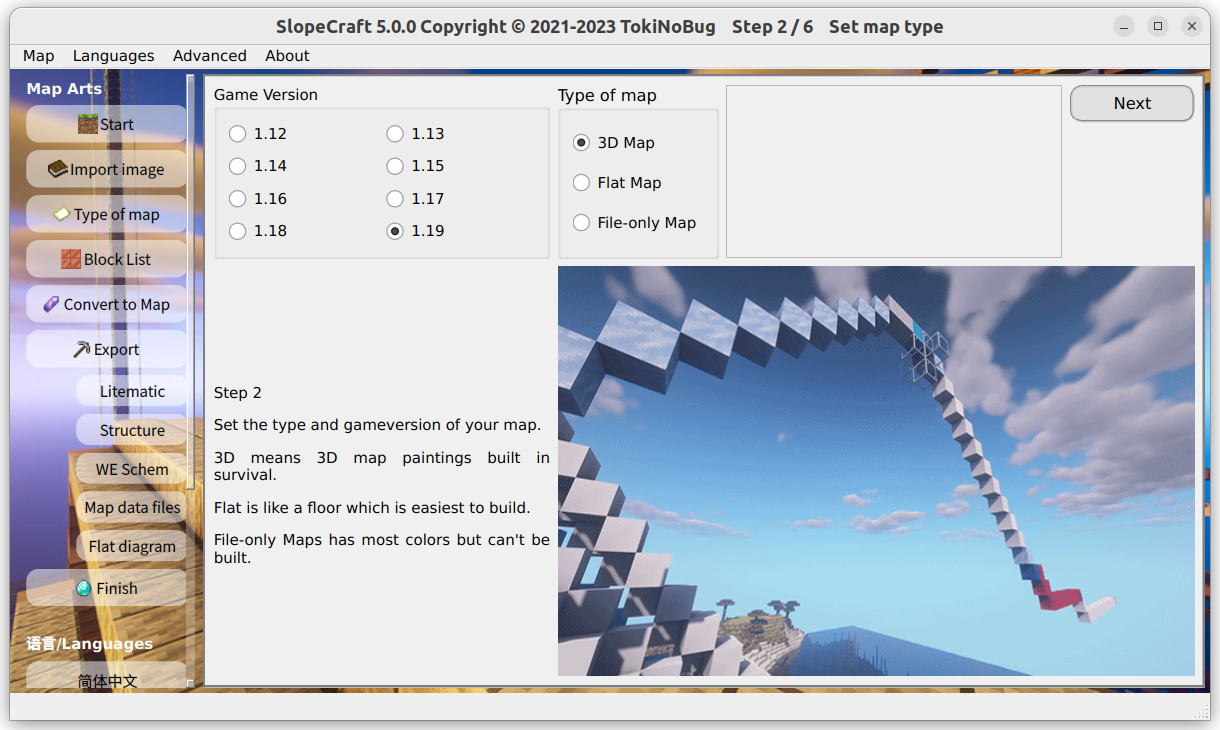 SlopeCraft 5.0.0 Copyright © 2021-2023 TokiNoBug Step 2 / 6 Set map type
Map Languages Advanced About
Map Arts
Start
Import image
Type of map
Block List
Convert to Map
Export
Litematic
Structure
WE Schem
Map data files
Flat diagram
Finish
语言/Languages
简体中文
Game Version
1.12 1.13
1.14 1.15
1.16 1.17
1.18 1.19
Step 2
Set the type and gameversion of your map.
3D means 3D map paintings built in
survival.
Flat is like a floor which is easiest to build.
File-only Maps has most colors but can't be
built.
Type of map
3D Map
Flat Map
File-only Map
Next